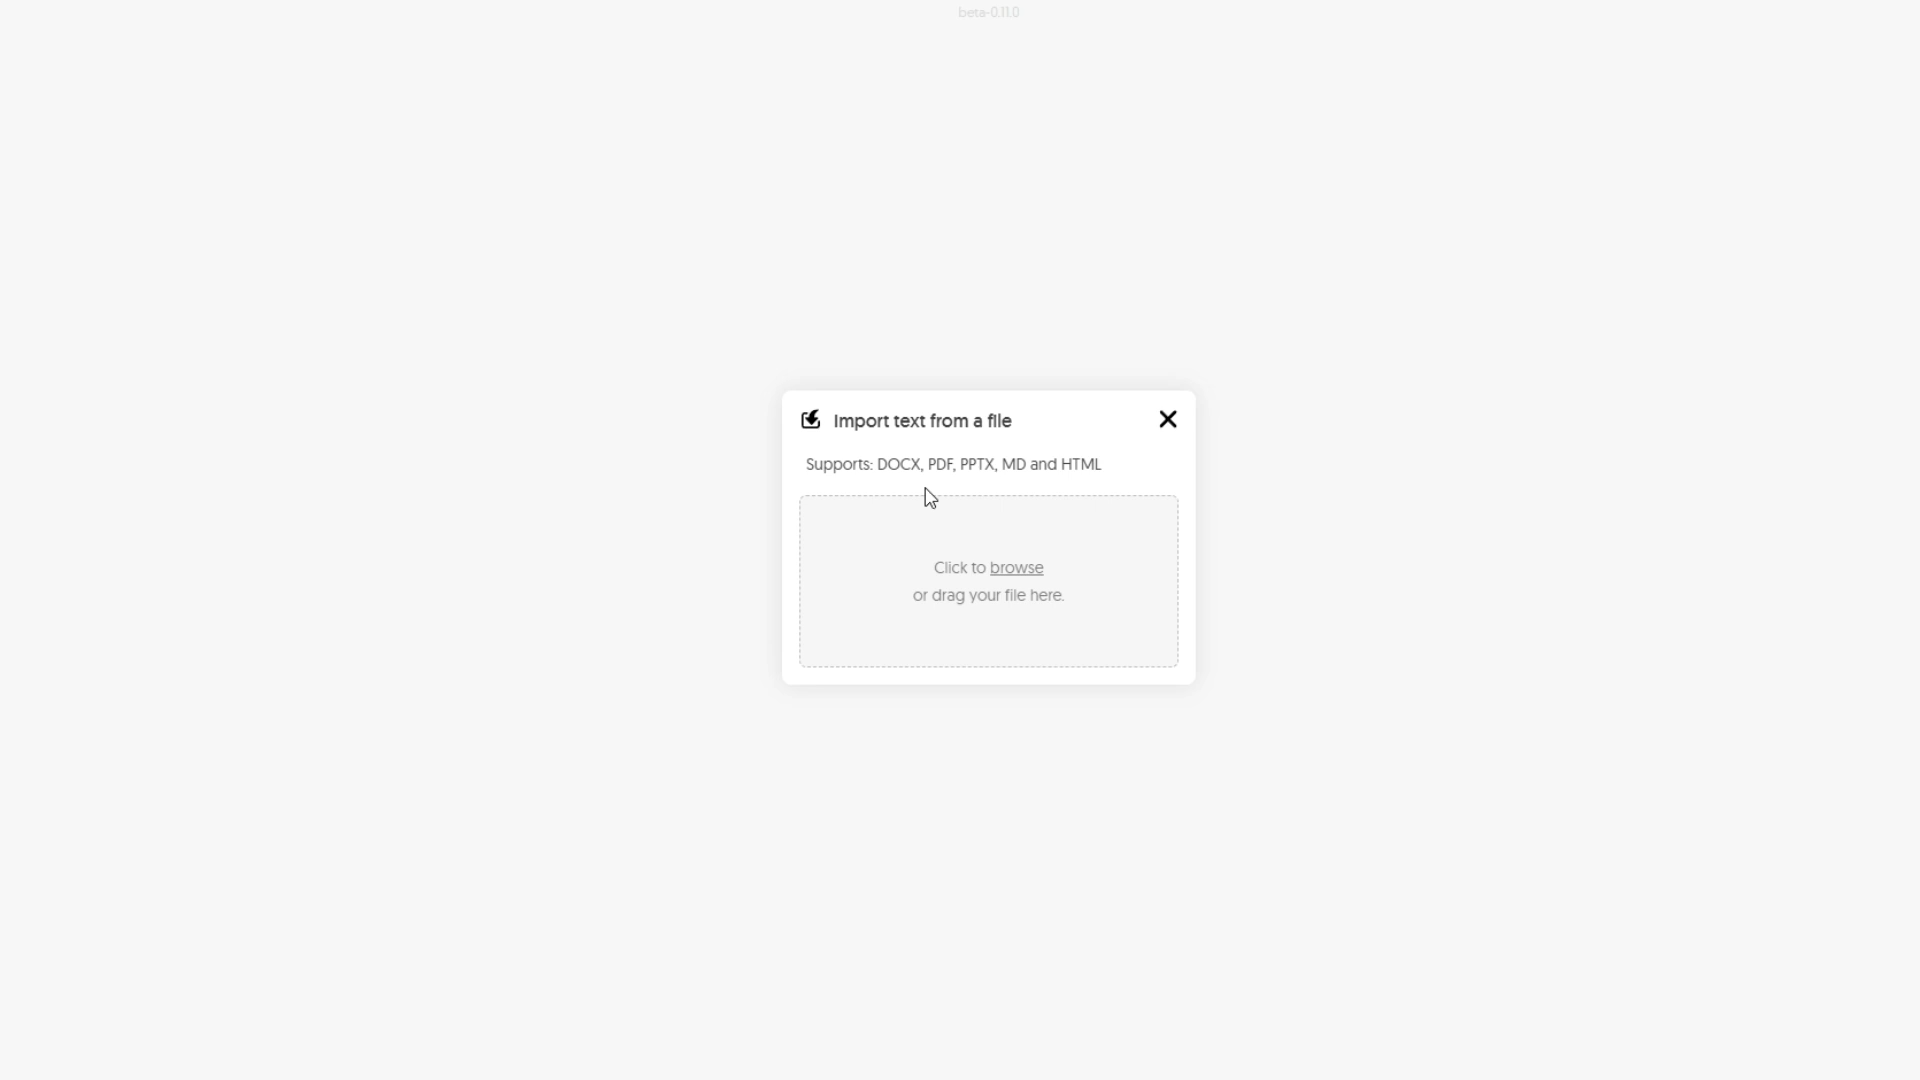 beta-0.11.0
Import text from a file
Supports: DOCX, PDF, PPTX, MD and HTML
Click to browse
or drag your file here.